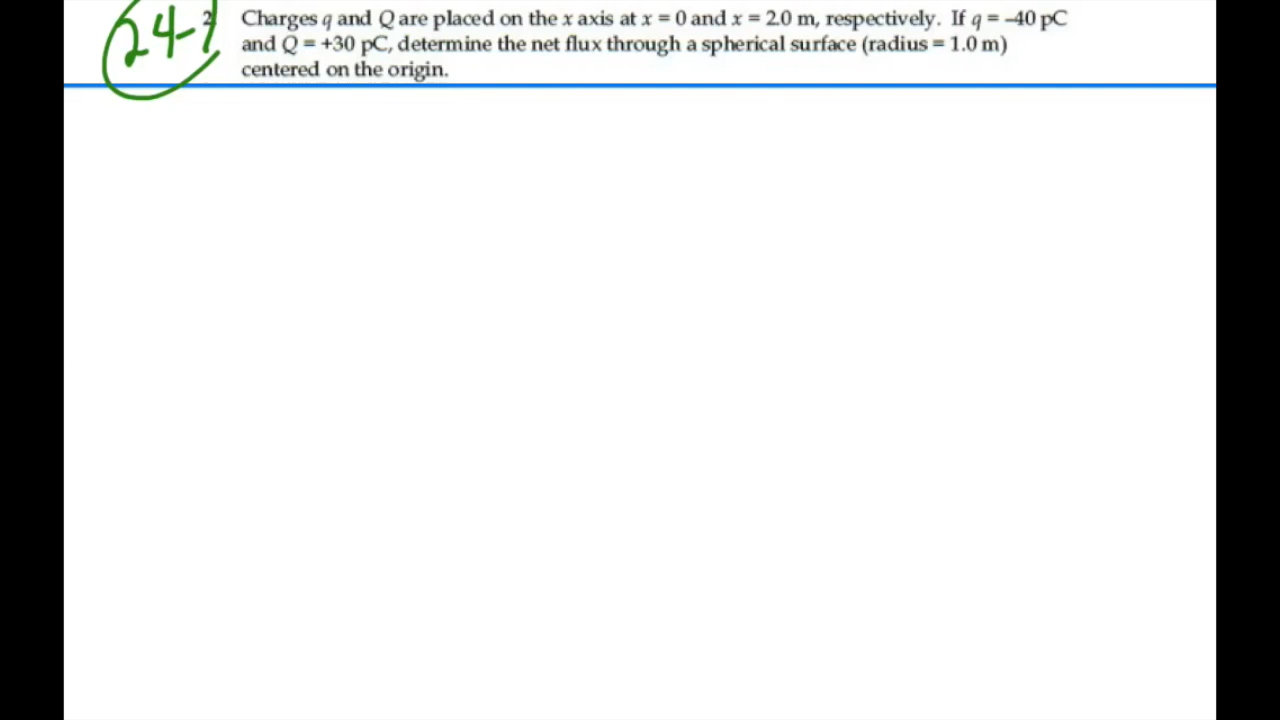 24-2
Charges q and Q are placed on the x axis at x = 0 and x = 2.0 m, respectively. If q = –40 pC
and Q = +30 pC, determine the net flux through a spherical surface (radius = 1.0 m)
centered on the origin.